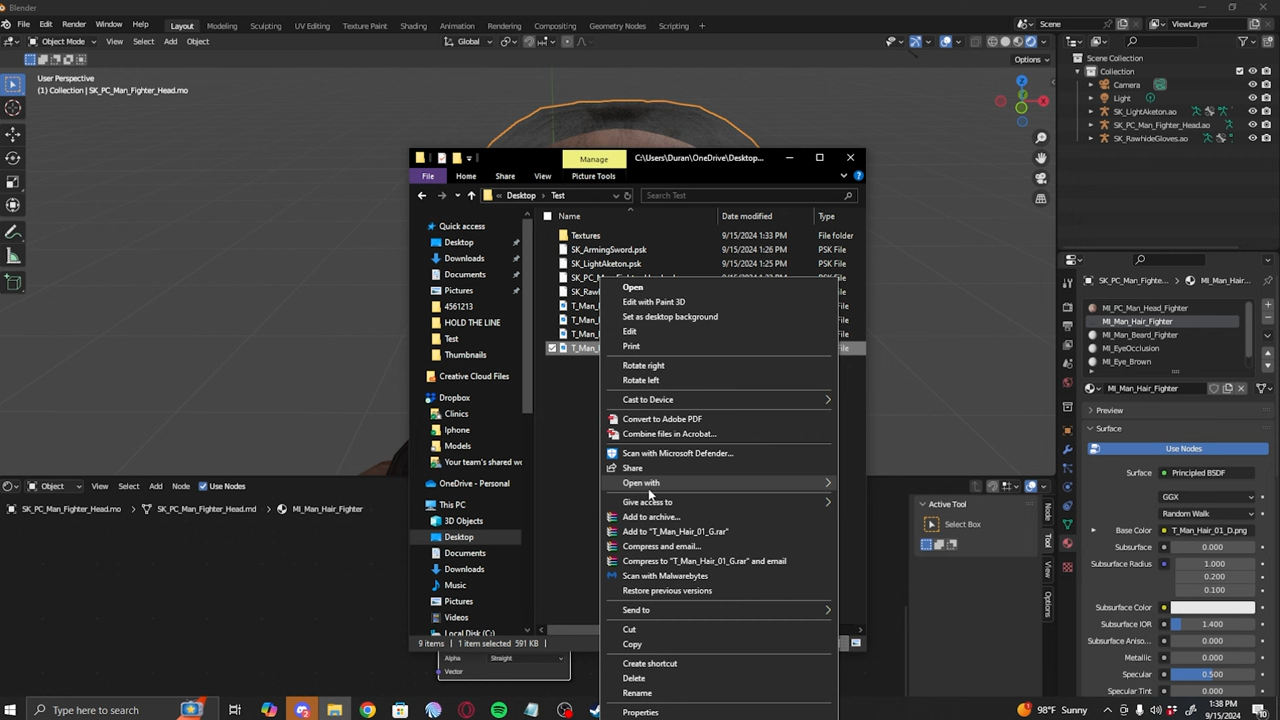 Blender
File Edit Render Window Help Layout Modeling Sculpting UV Editing Texture Paint Shading Animation Rendering Compositing Geometry Nodes Scripting + Scene ViewLayer
Object Mode View Select Add Object Global
Options
User Perspective
(1) Collection | SK_PC_Man_Fighter_Head.mo
Scene Collection
Collection
Camera
Light
SK_LightAketon.ao
SK_PC_Man_Fighter_Head.ao
SK_RawhideGloves.ao
Manage C:\Users\Duran\OneDrive\Desktop...
File Home Share View Picture Tools
« Desktop > Test Search Test
Name Date modified Type
Quick access
Desktop
Downloads
Documents
Pictures
4561213
HOLD THE LINE
Test
Thumbnails
Creative Cloud Files
Dropbox
Clinics
Iphone
Models
Your team's shared wo
OneDrive - Personal
This PC
3D Objects
Desktop
Documents
Downloads
Music
Pictures
Videos
Local Disk (C:)
Textures 9/15/2024 1:33 PM File folder
SK_ArmingSword.psk 9/15/2024 1:26 PM PSK File
SK_LightAketon.psk 9/15/2024 1:25 PM PSK File
Open
Edit with Paint 3D
Set as desktop background
Edit
Print
Rotate right
Rotate left
Cast to Device
Convert to Adobe PDF
Combine files in Acrobat...
Scan with Microsoft Defender...
Share
Open with
Give access to
Add to archive...
Add to "T_Man_Hair_01_G.rar"
Compress and email...
Compress to "T_Man_Hair_01_G.rar" and email
Scan with Malwarebytes
Restore previous versions
Send to
Cut
Copy
Create shortcut
Delete
Rename
Properties
9 items 1 item selected 591 KB
SK_PC_Man_Fighte... MI_Man_Hair...
MI_PC_Man_Head_Fighter
MI_Man_Hair_Fighter
MI_Man_Beard_Fighter
MI_EyeOcclusion
MI_Eye_Brown
MI_Man_Hair_Fighter
Preview
Surface
Use Nodes
Surface Principled BSDF
GGX
Random Walk
Base Color T_Man_Hair_01_D.png
Subsurface 0.000
Subsurface Radius 1.000
0.200
0.100
Subsurface Color
Subsurface IOR 1.400
Subsurface Aniso... 0.000
Metallic 0.000
Specular 0.500
Specular Tint 0.000
Object View Select Add Node Use Nodes
SK_PC_Man_Fighter_Head.mo SK_PC_Man_Fighter_Head.md MI_Man_Hair_Fighter
Active Tool
Select Box
Node
Tool
View
Options
Alpha Straight
Vector
Type here to search 98°F Sunny 1:38 PM
9/15/2024